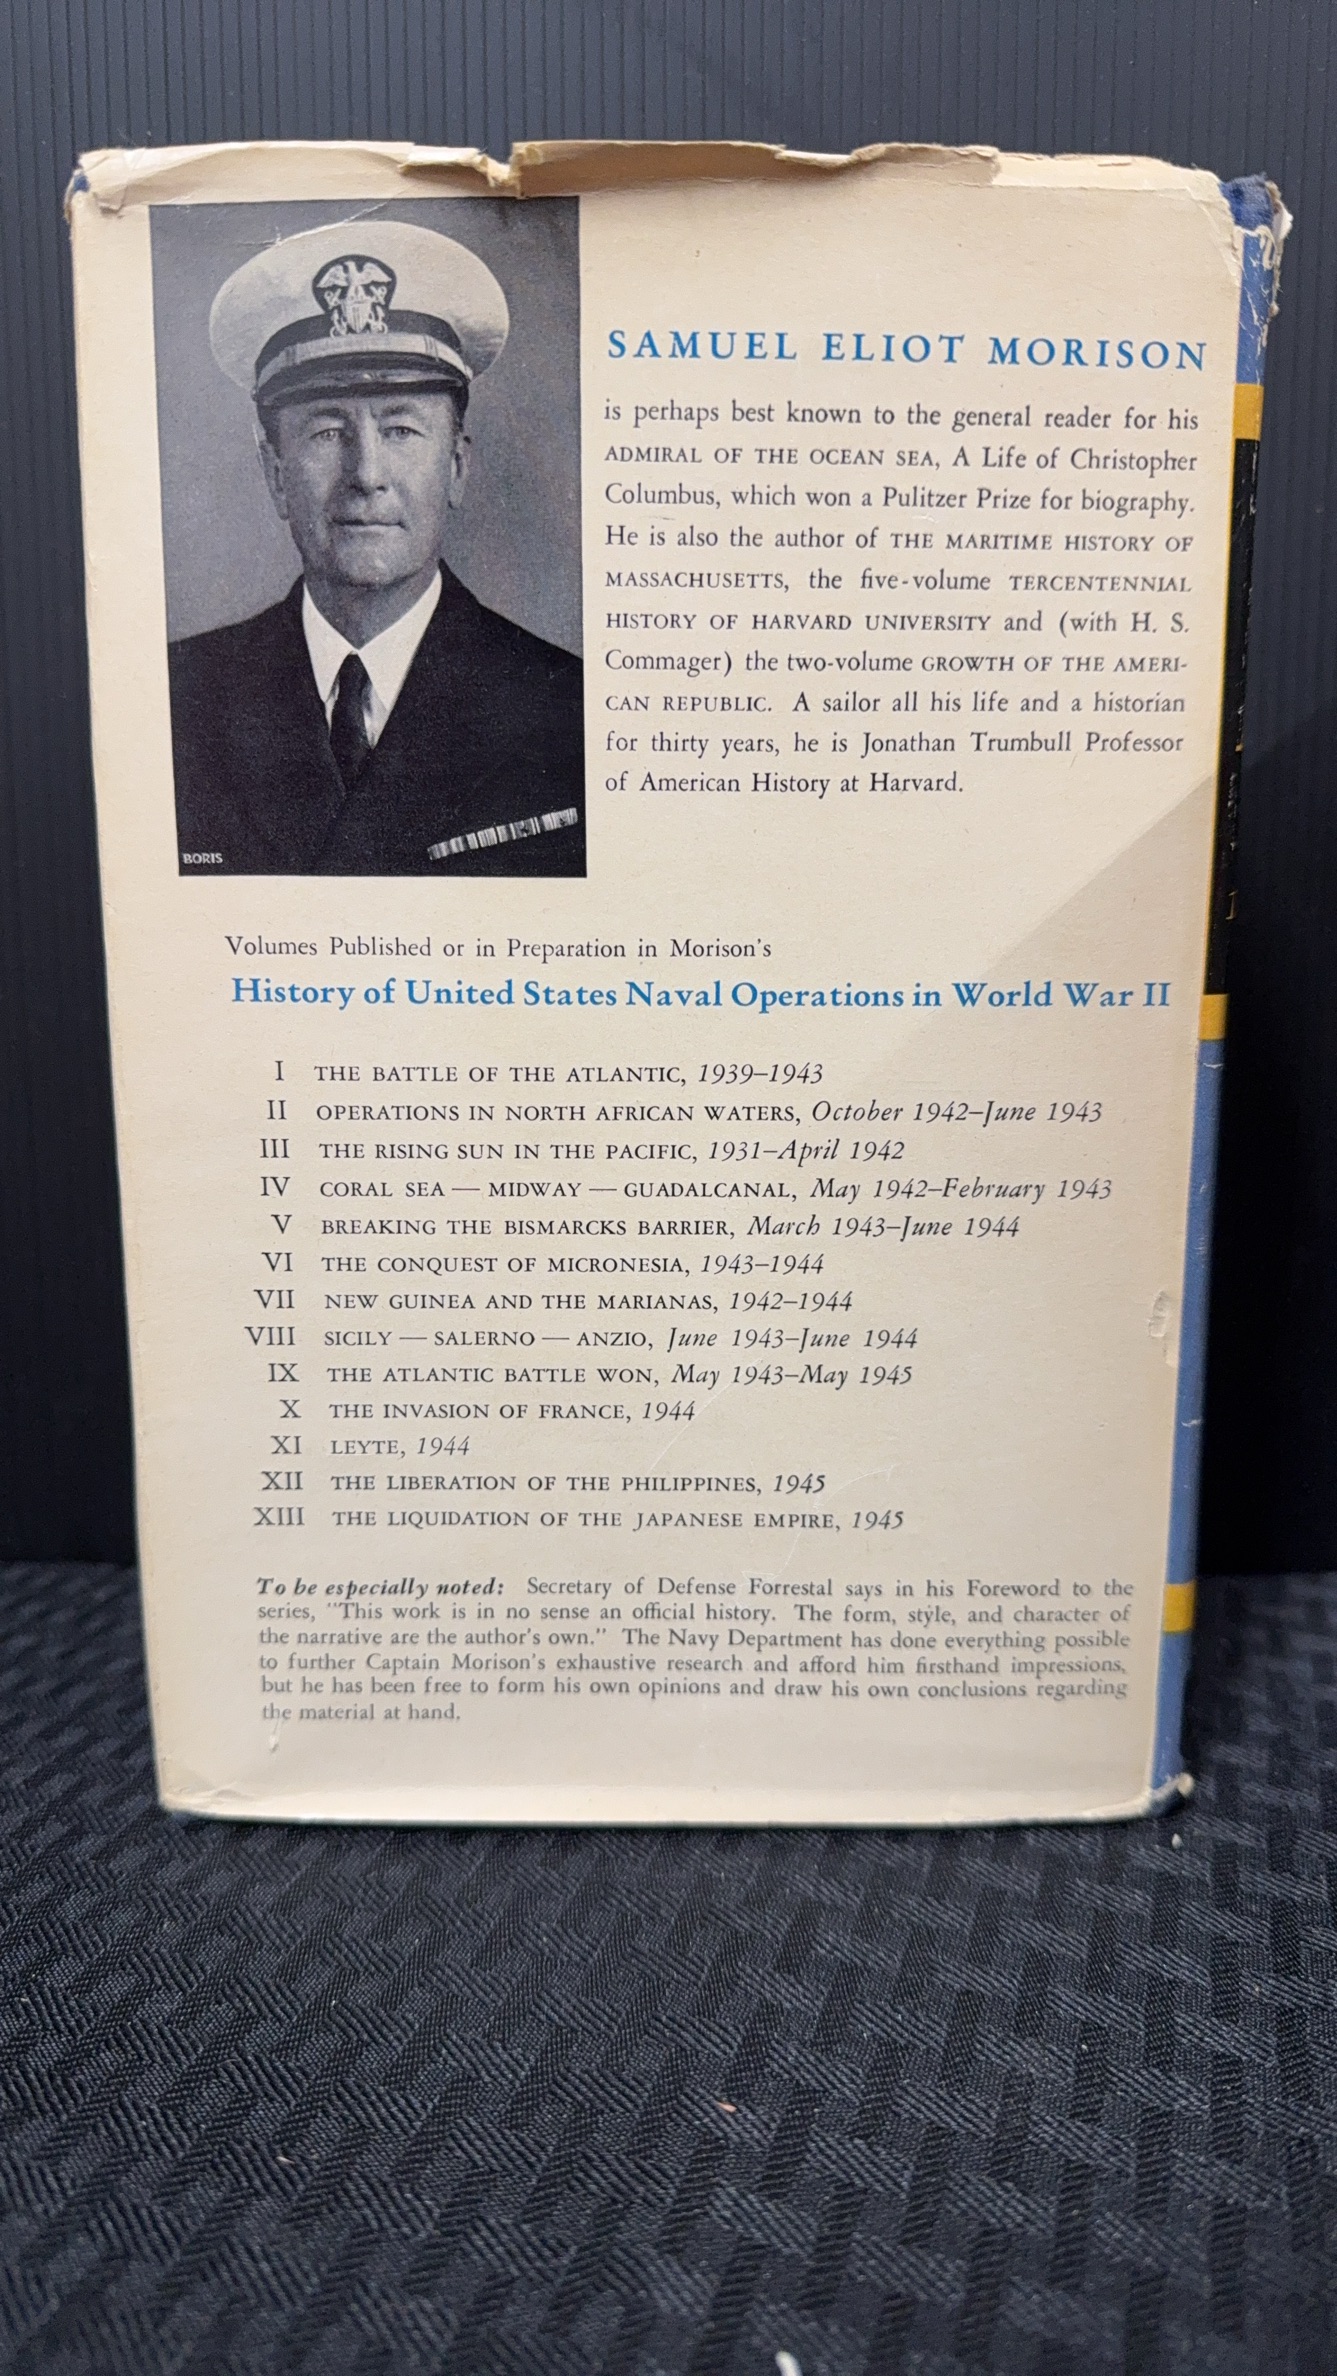 SAMUEL ELIOT MORISON
is perhaps best known to the general reader for his
ADMIRAL OF THE OCEAN SEA, A Life of Christopher
Columbus, which won a Pulitzer Prize for biography.
He is also the author of THE MARITIME HISTORY OF
MASSACHUSETTS, the five-volume TERCENTENNIAL
HISTORY OF HARVARD UNIVERSITY and (with H. S.
Commager) the two-volume GROWTH OF THE AMERI-
CAN REPUBLIC. A sailor all his life and a historian
for thirty years, he is Jonathan Trumbull Professor
of American History at Harvard.
BORIS
Volumes Published or in Preparation in Morison's
History of United States Naval Operations in World War II
I THE BATTLE OF THE ATLANTIC, 1939–1943
II OPERATIONS IN NORTH AFRICAN WATERS, October 1942–June 1943
III THE RISING SUN IN THE PACIFIC, 1931–April 1942
IV CORAL SEA — MIDWAY — GUADALCANAL, May 1942–February 1943
V BREAKING THE BISMARCKS BARRIER, March 1943–June 1944
VI THE CONQUEST OF MICRONESIA, 1943–1944
VII NEW GUINEA AND THE MARIANAS, 1942–1944
VIII SICILY — SALERNO — ANZIO, June 1943–June 1944
IX THE ATLANTIC BATTLE WON, May 1943–May 1945
X THE INVASION OF FRANCE, 1944
XI LEYTE, 1944
XII THE LIBERATION OF THE PHILIPPINES, 1945
XIII THE LIQUIDATION OF THE JAPANESE EMPIRE, 1945
To be especially noted: Secretary of Defense Forrestal says in his Foreword to the
series, "This work is in no sense an official history. The form, style, and character of
the narrative are the author's own." The Navy Department has done everything possible
to further Captain Morison's exhaustive research and afford him firsthand impressions,
but he has been free to form his own opinions and draw his own conclusions regarding
the material at hand.